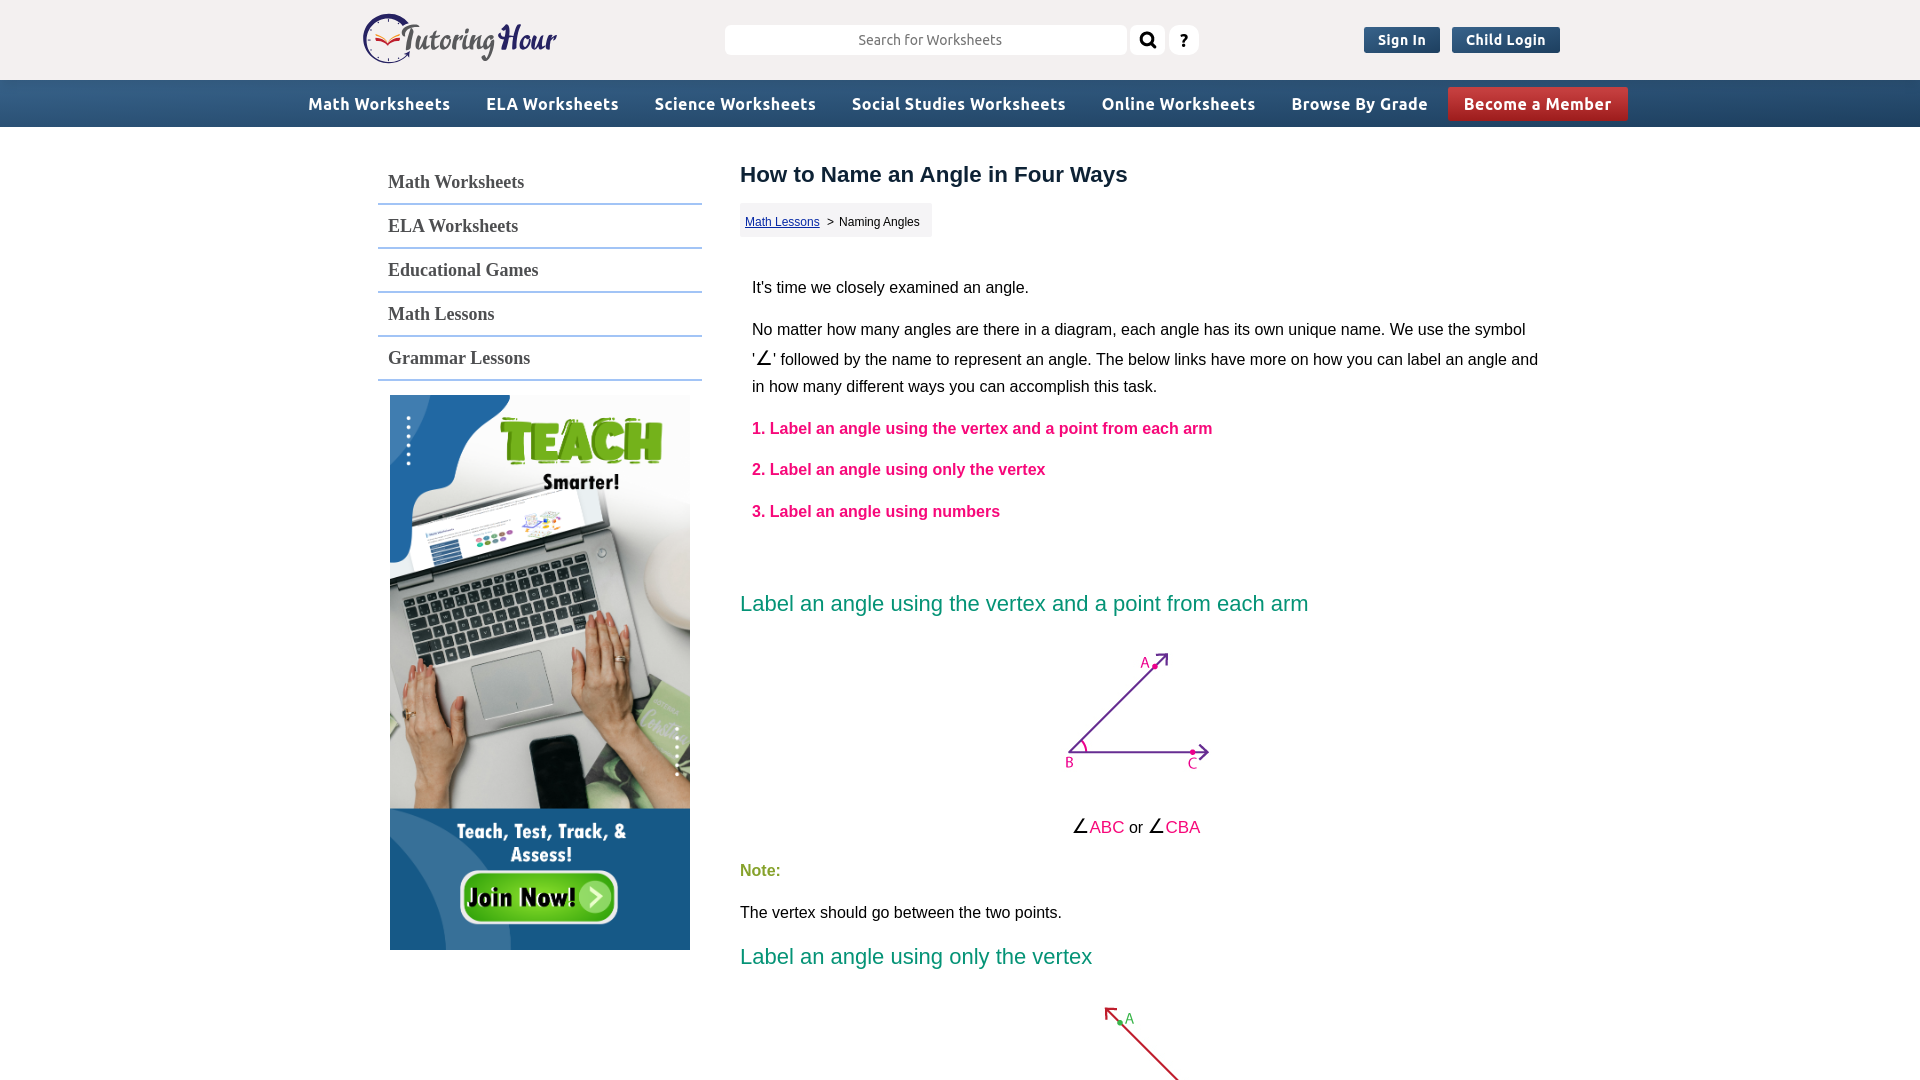 Tutoring Hour
Search for Worksheets
?
Sign In
Child Login
Math Worksheets
ELA Worksheets
Science Worksheets
Social Studies Worksheets
Online Worksheets
Browse By Grade
Become a Member
Math Worksheets
ELA Worksheets
Educational Games
Math Lessons
Grammar Lessons
TEACH
Smarter!
Teach, Test, Track, &
Assess!
Join Now!
How to Name an Angle in Four Ways
Math Lessons > Naming Angles
It's time we closely examined an angle.
No matter how many angles are there in a diagram, each angle has its own unique name. We use the symbol
'∠' followed by the name to represent an angle. The below links have more on how you can label an angle and
in how many different ways you can accomplish this task.
1. Label an angle using the vertex and a point from each arm
2. Label an angle using only the vertex
3. Label an angle using numbers
Label an angle using the vertex and a point from each arm
A
B
C
∠ABC or ∠CBA
Note:
The vertex should go between the two points.
Label an angle using only the vertex
A